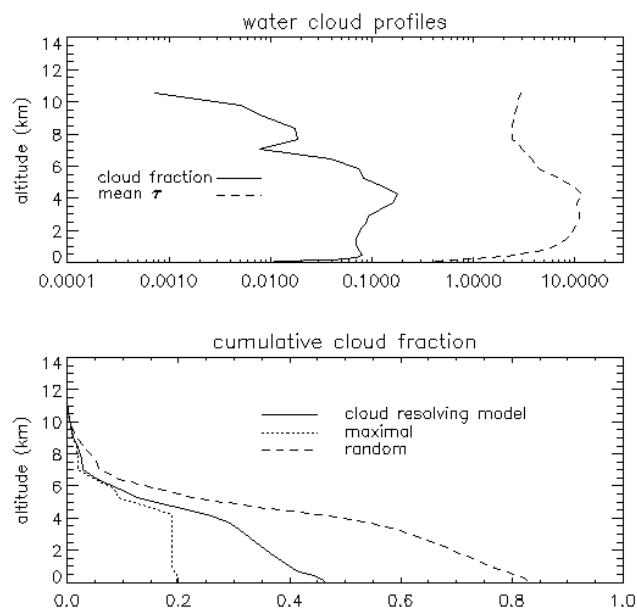 water cloud profiles
14
12
10
8
6
4
2
0
altitude (km)
cloud fraction
mean τ
0.0001 0.0010 0.0100 0.1000 1.0000 10.0000
cumulative cloud fraction
14
12
10
8
6
4
2
0
altitude (km)
cloud resolving model
maximal
random
0.0 0.2 0.4 0.6 0.8 1.0